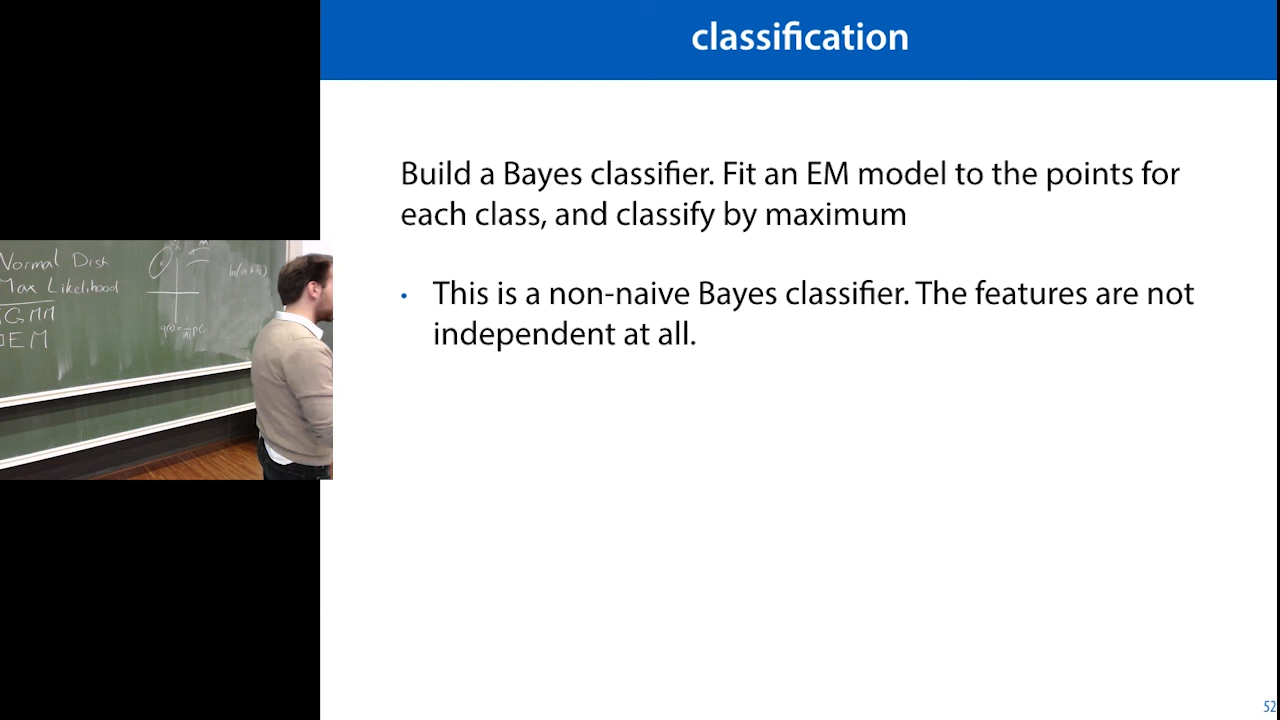 classification
Build a Bayes classifier. Fit an EM model to the points for
each class, and classify by maximum
• This is a non-naive Bayes classifier. The features are not
independent at all.
Normal Dist
Max Likelihood
GMM
EM
52